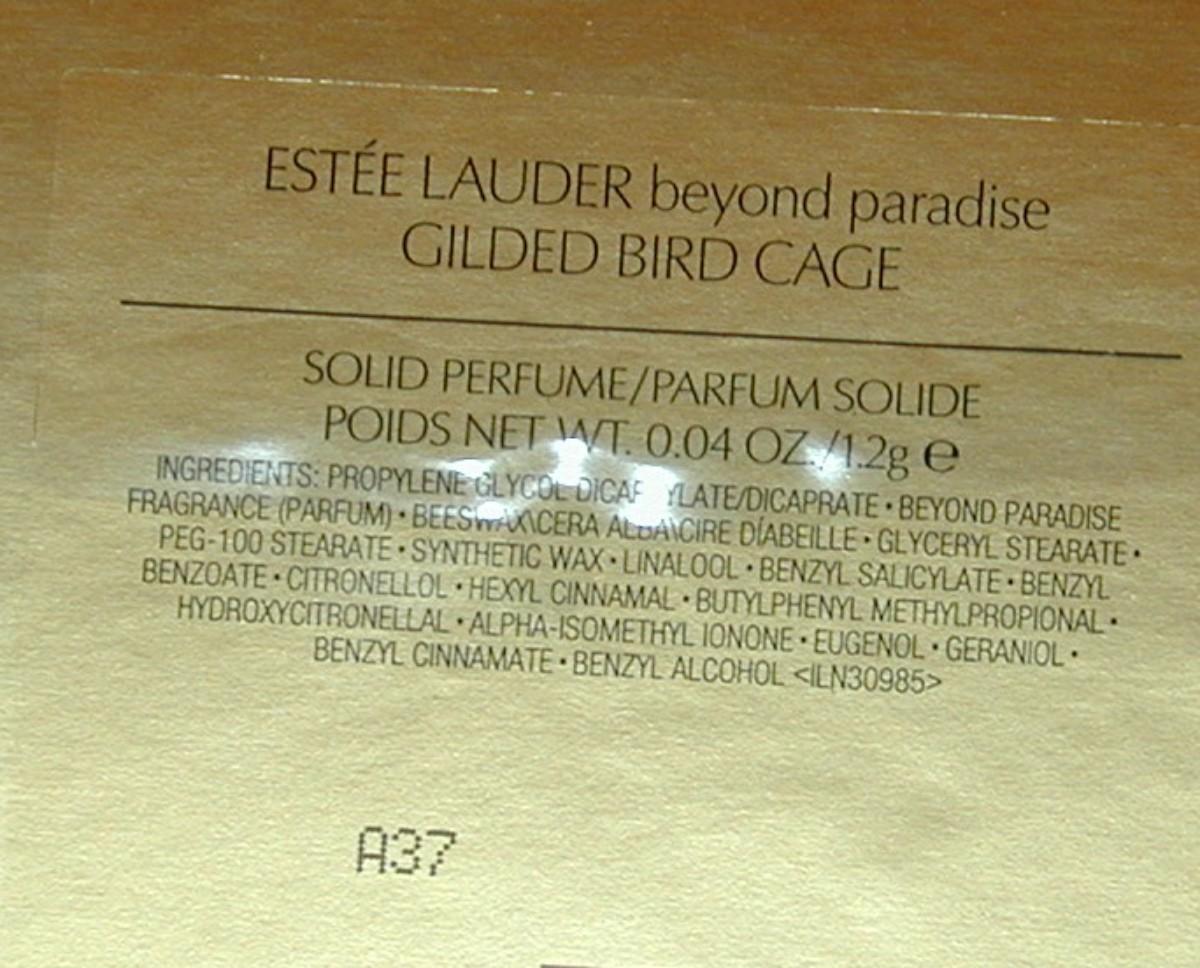 ESTÉE LAUDER beyond paradise
GILDED BIRD CAGE
SOLID PERFUME/PARFUM SOLIDE
POIDS NET WT. 0.04 OZ./1.2g ℮
INGREDIENTS: PROPYLENE GLYCOL • BEYOND PARADISE
FRAGRANCE (PARFUM) • BEESWAX\CERA ALBA\CIRE DÍABEILLE • GLYCERYL STEARATE •
PEG-100 STEARATE • SYNTHETIC WAX • LINALOOL • BENZYL SALICYLATE • BENZYL
BENZOATE • CITRONELLOL • HEXYL CINNAMAL • BUTYLPHENYL METHYLPROPIONAL •
HYDROXYCITRONELLAL • ALPHA-ISOMETHYL IONONE • EUGENOL • GERANIOL •
BENZYL CINNAMATE • BENZYL ALCOHOL <ILN30985>
A37